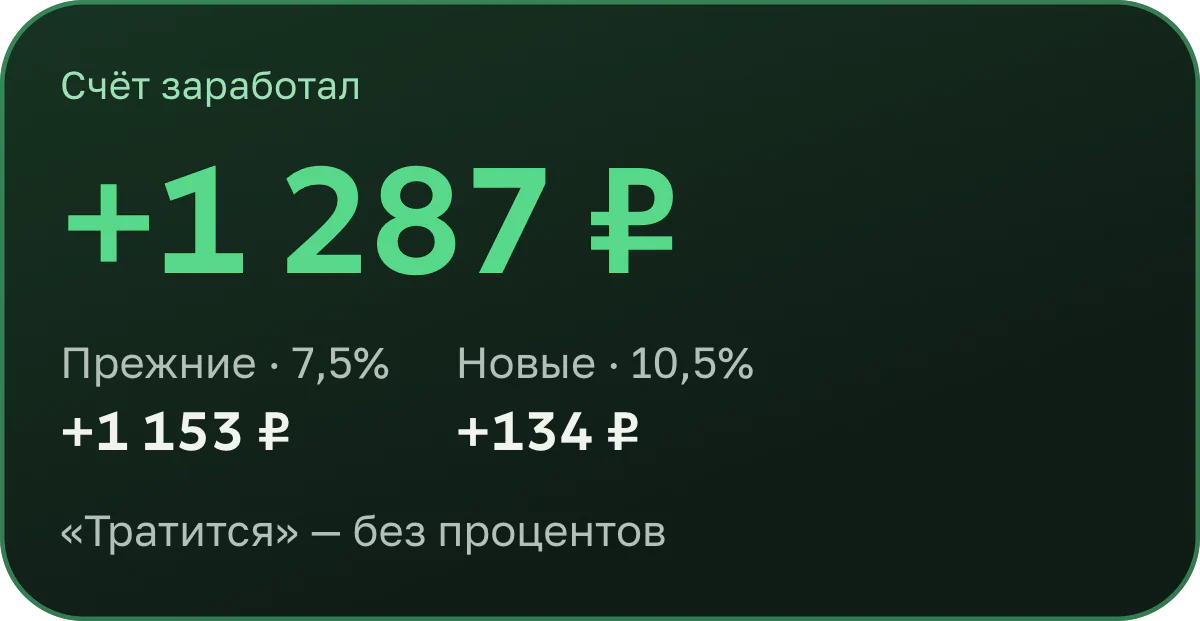 Счёт заработал
+1 287 ₽
Прежние · 7,5% Новые · 10,5%
+1 153 ₽ +134 ₽
«Тратится» — без процентов